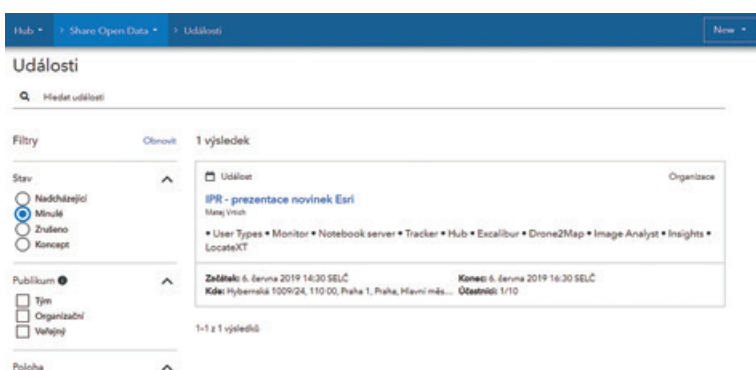 Hub > Share Open Data > Události New
Události
Hledat události
Filtry Obnovit
Stav
Nadcházející
Minulé
Zrušeno
Koncept
Publikum
Tým
Organizační
Veřejný
Poloha
1 výsledek
Událost Organizace
IPR - prezentace novinek Esri
Matej Vrtich
• User Types • Monitor • Notebook server • Tracker • Hub • Excalibur • Drone2Map • Image Analyst • Insights •
LocateXT
Začátek: 6. června 2019 14:30 SELČ Konec: 6. června 2019 16:30 SELČ
Kde: Hybernská 1009/24, 110 00, Praha 1, Praha, Hlavní měs... Účastníci: 1/10
1-1 z 1 výsledků